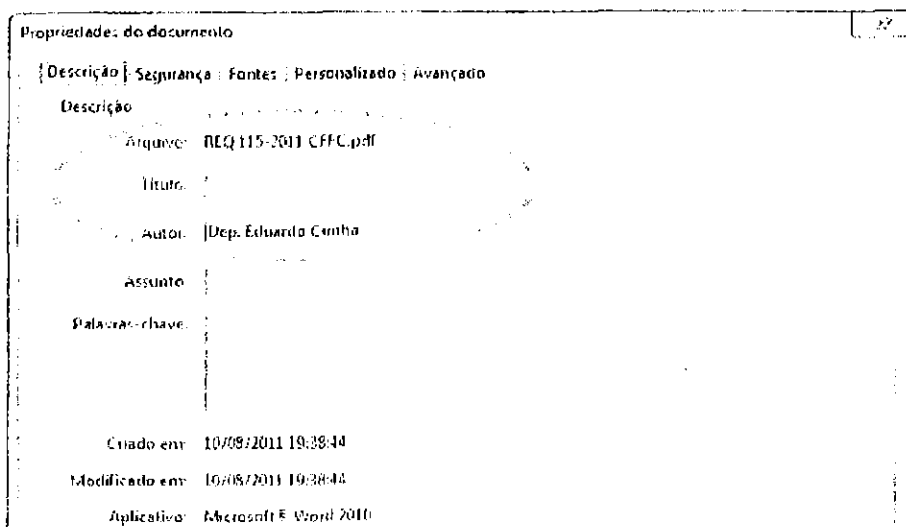 Propriedades do documento
Descrição Segurança Fontes Personalizado Avançado
Descrição
Arquivo: REQ 115-2011 CFFC.pdf
Título:
Autor: Dep. Eduardo Cunha
Assunto:
Palavras-chave:
Criado em: 10/08/2011 19:38:44
Modificado em: 10/08/2011 19:38:44
Aplicativo: Microsoft® Word 2010